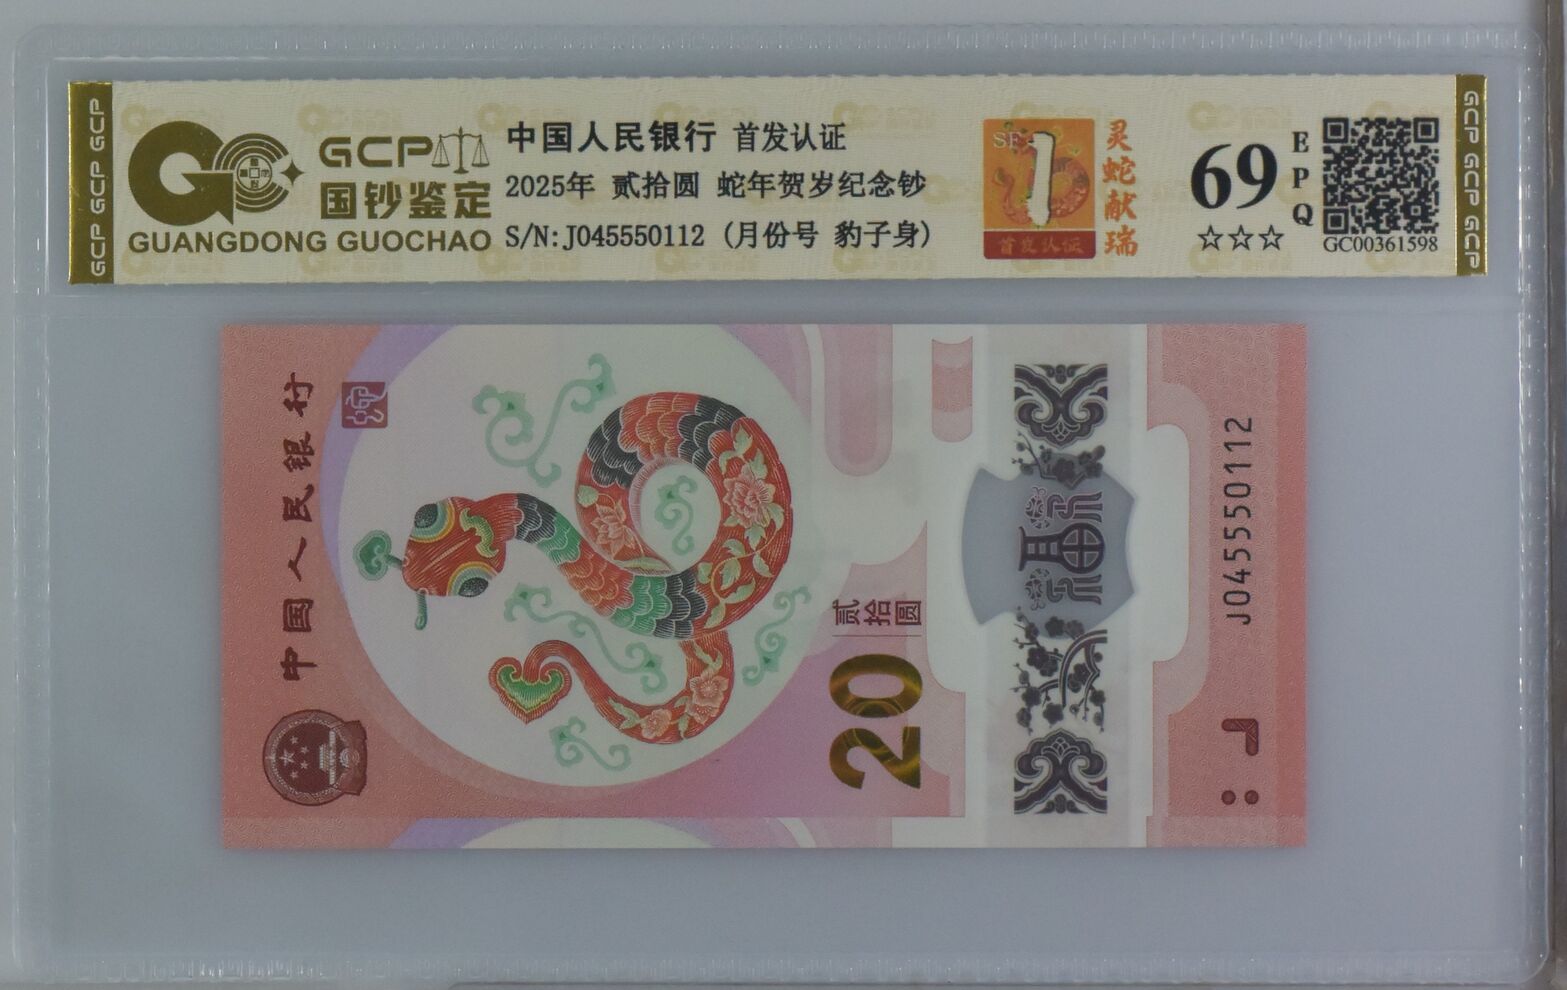 GCP GCP GCP
GCP
国钞鉴定
GUANGDONG GUOCHAO
中国人民银行 首发认证
2025年 贰拾圆 蛇年贺岁纪念钞
S/N:J045550112 (月份号 豹子身)
SF
1
首发认证
灵蛇献瑞
69
EPQ
☆☆☆
GC00361598
GCP GCP GCP
中国人民银行
贰拾圆
20
福
J045550112